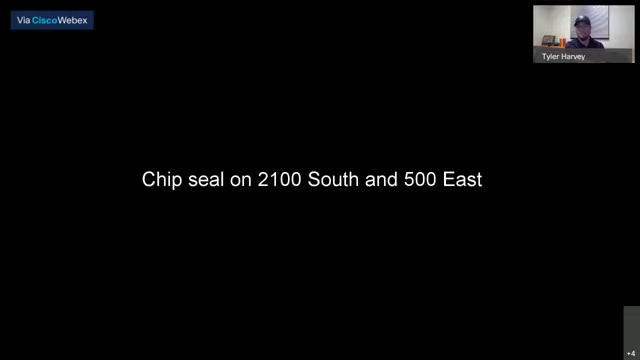 Via CiscoWebex
Tyler Harvey
Chip seal on 2100 South and 500 East
+4